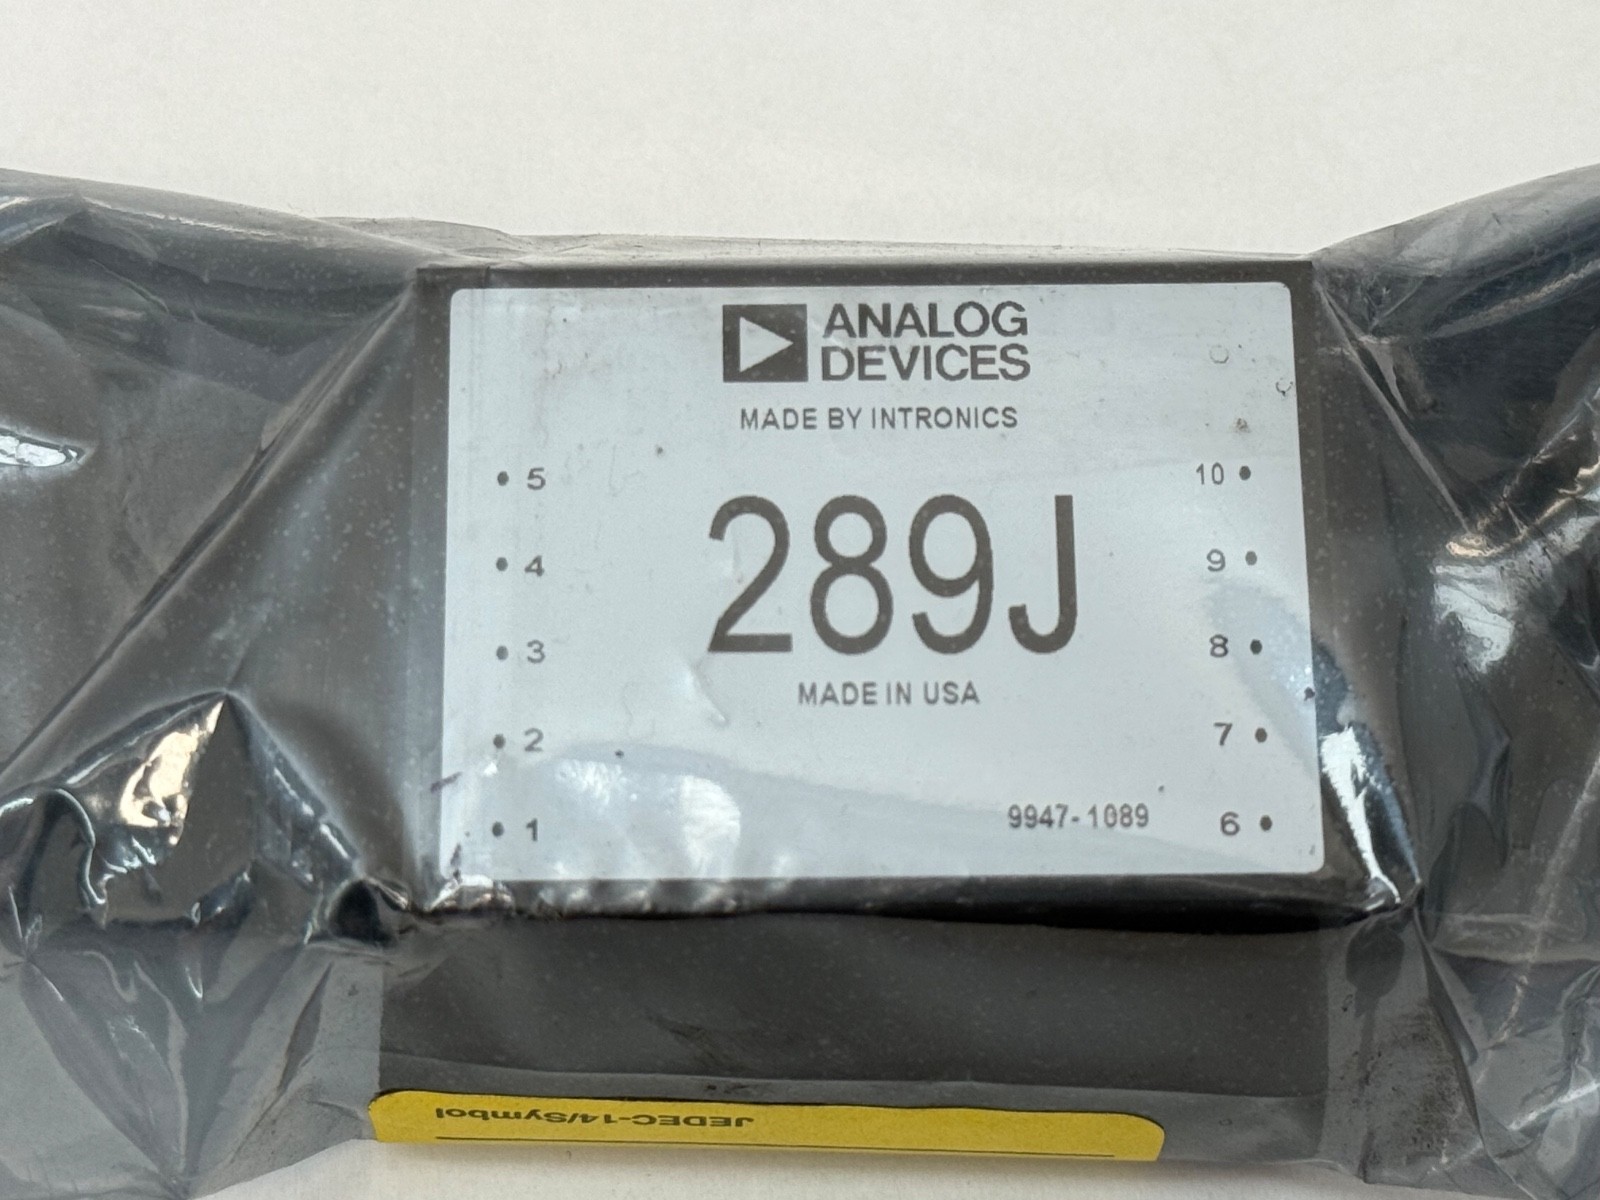 ANALOG
DEVICES
MADE BY INTRONICS
5
10
4
289J
9
3
8
MADE IN USA
2
7
1
9947-1089
6
JEDEC-14/Symbol